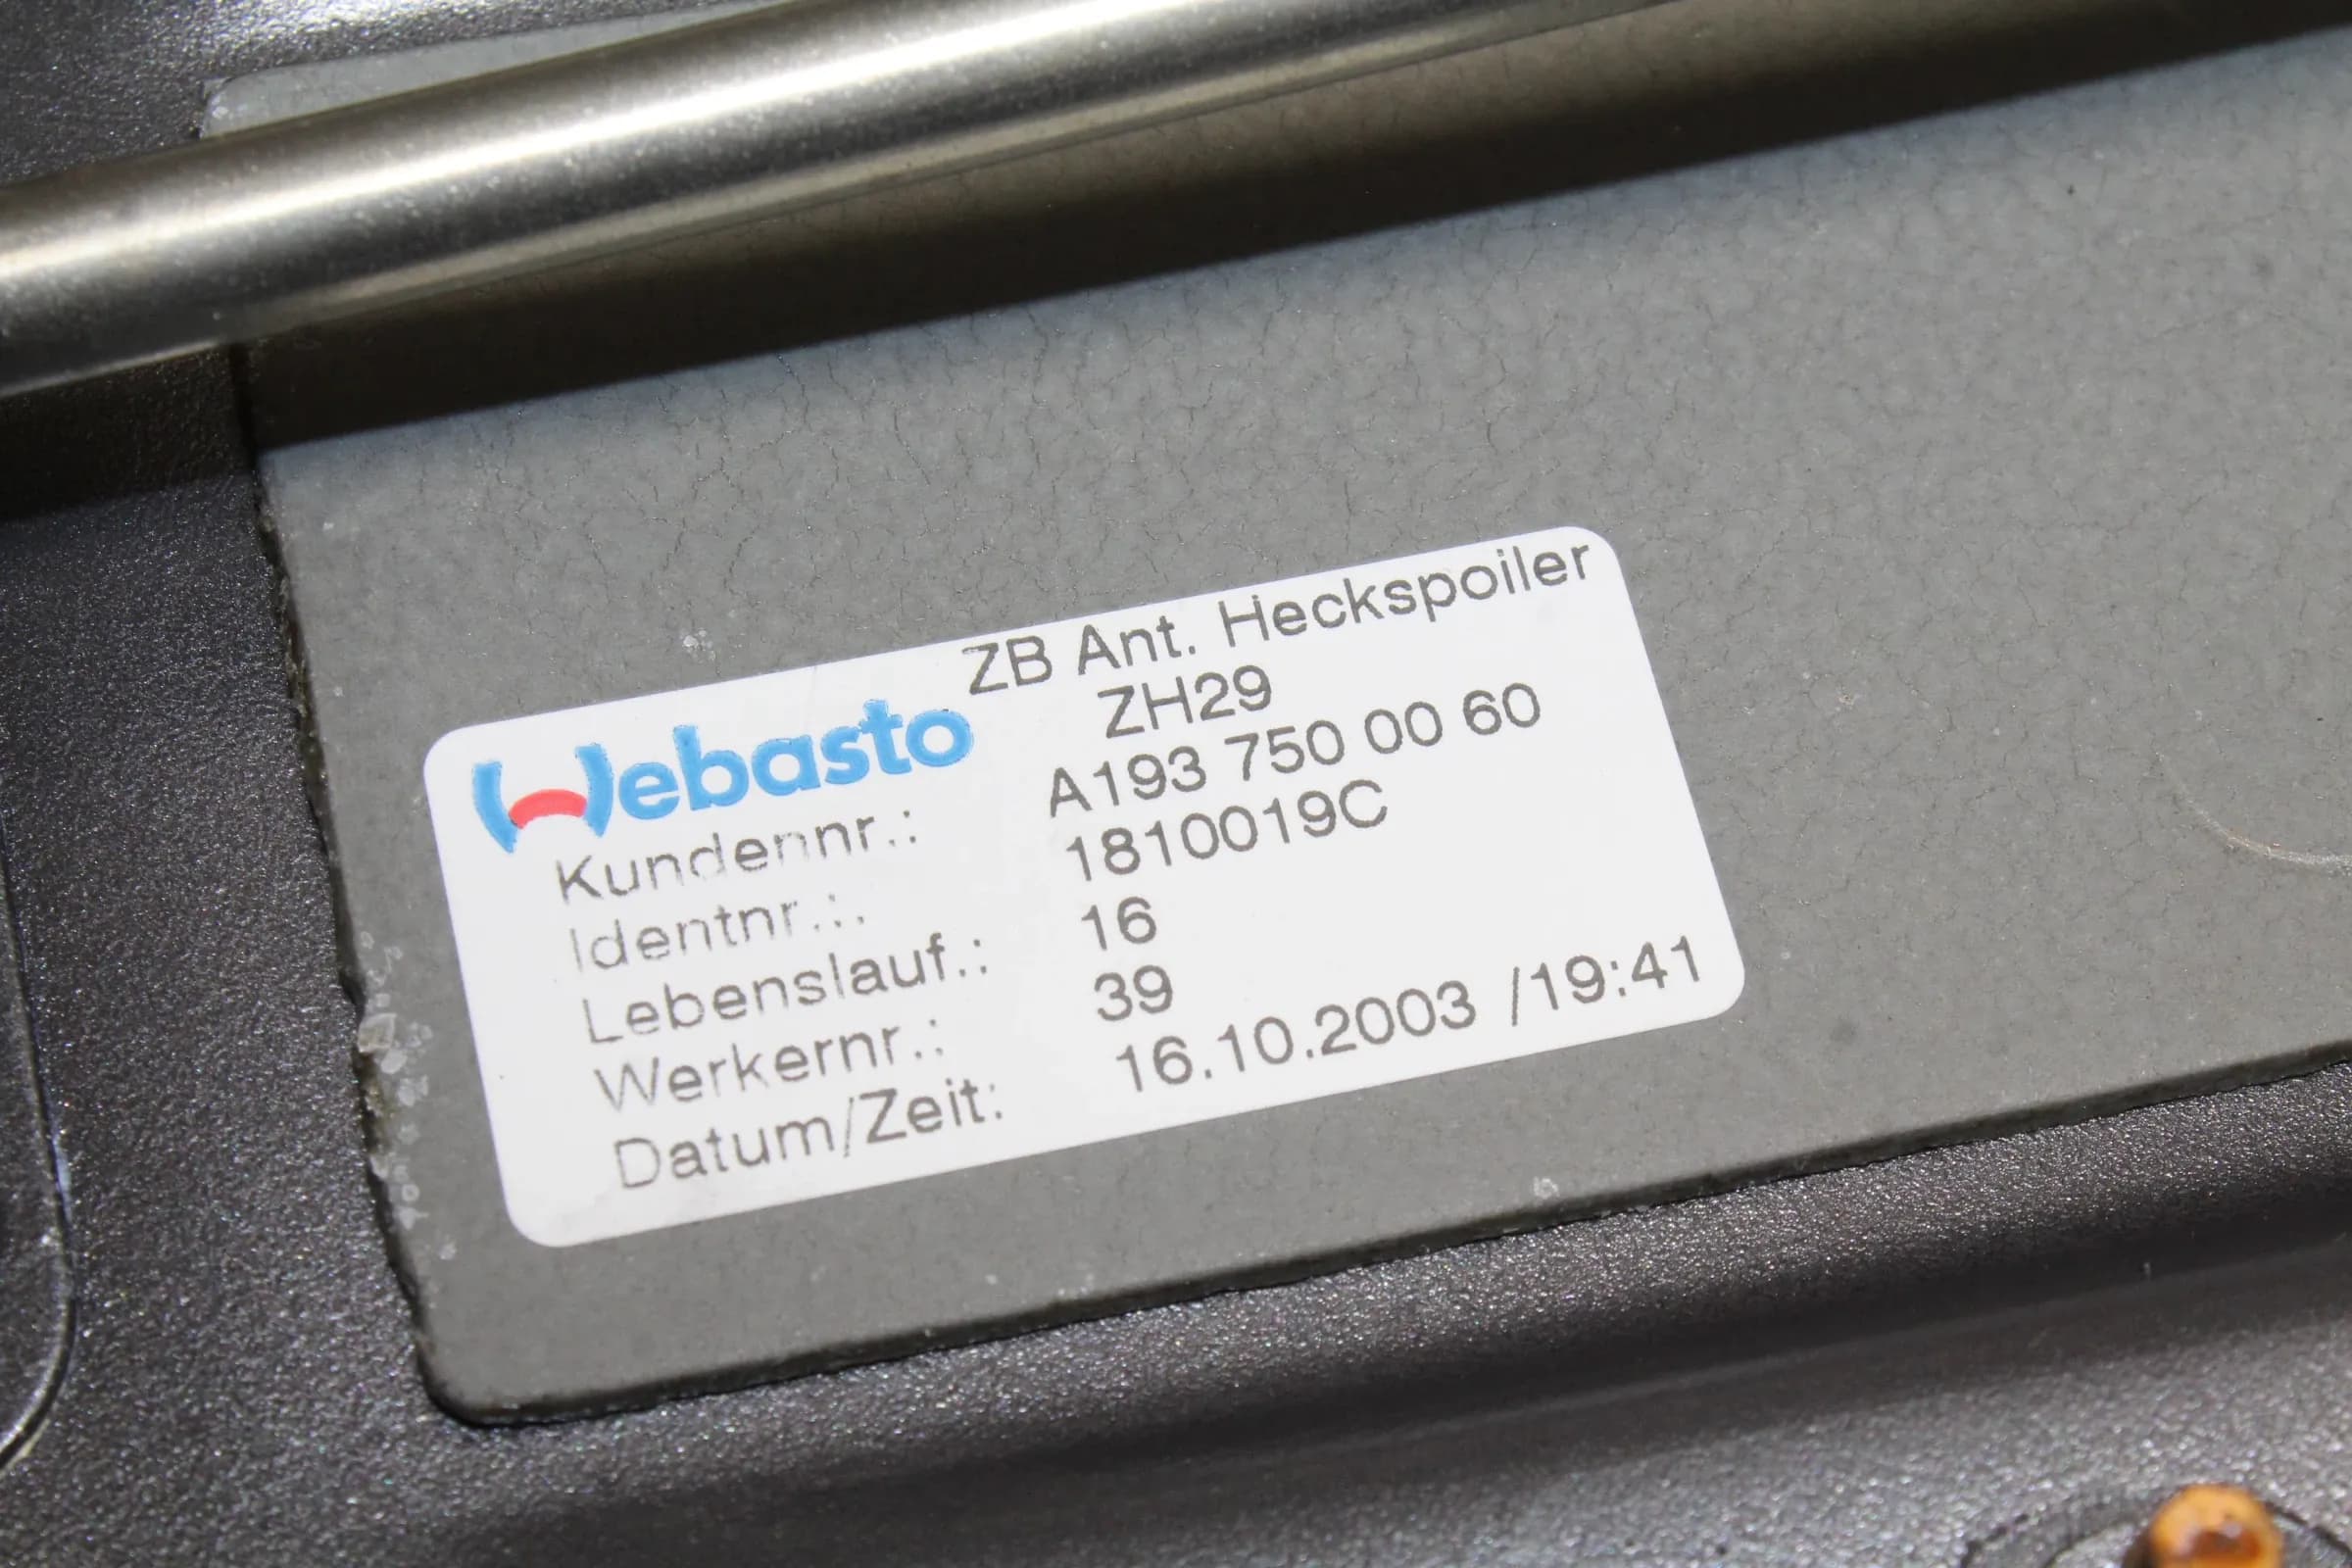 ZB Ant. Heckspoiler
Webasto ZH29
Kundennr.: A193 750 00 60
Identnr.:. 1810019C
Lebenslauf.: 16
Werkernr.: 39
Datum/Zeit: 16.10.2003 /19:41